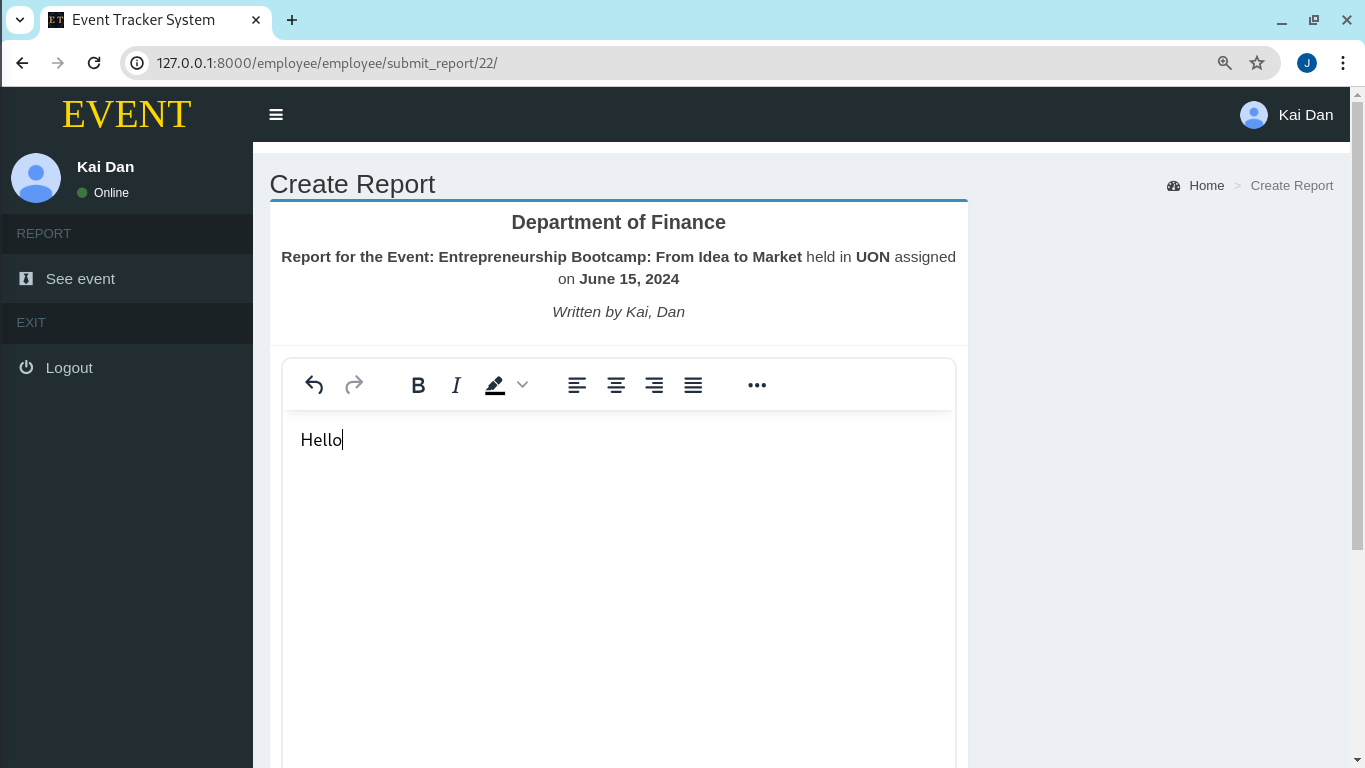 Event Tracker System
127.0.0.1:8000/employee/employee/submit_report/22/
J
EVENT
Kai Dan
Kai Dan
Online
REPORT
See event
EXIT
Logout
Create Report
Home > Create Report
Department of Finance
Report for the Event: Entrepreneurship Bootcamp: From Idea to Market held in UON assigned
on June 15, 2024
Written by Kai, Dan
B I
Hello